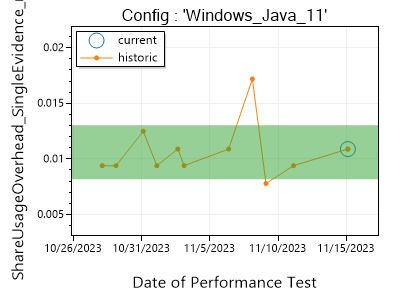 Config : 'Windows_Java_11'
ShareUsageOverhead_SingleEvidence_
current
historic
0.02
0.015
0.01
0.005
10/26/2023
10/31/2023
11/5/2023
11/10/2023
11/15/2023
Date of Performance Test